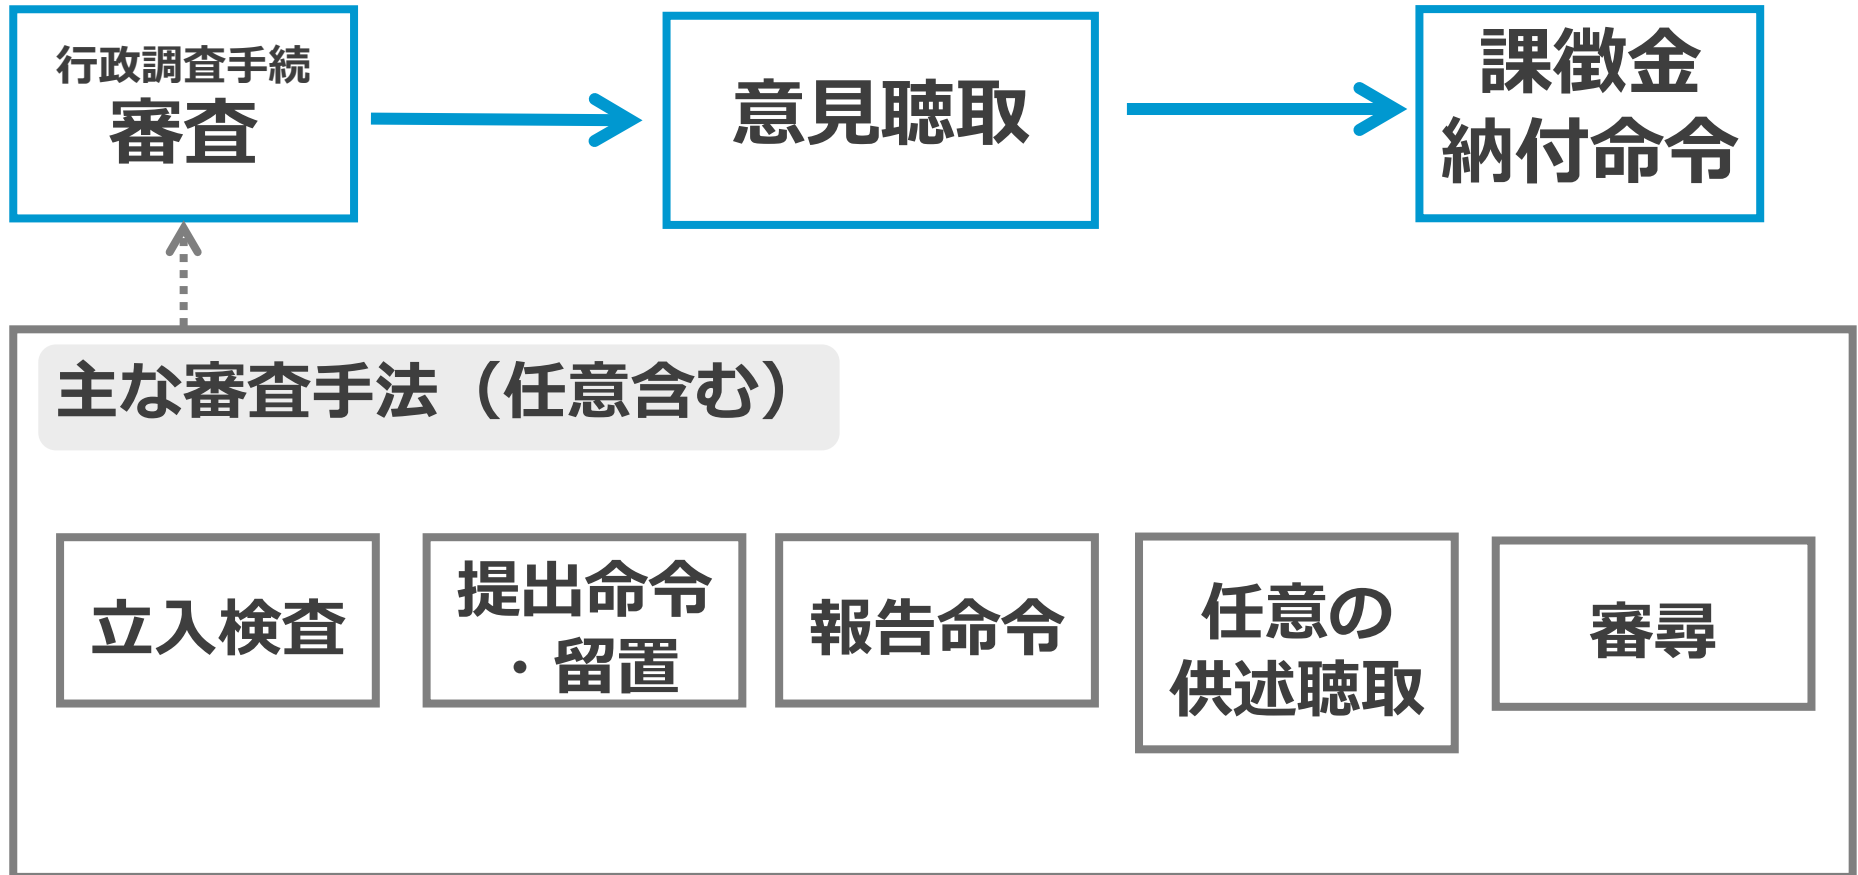 行政調査手続
審査
意見聴取
課徴金
納付命令
主な審査手法（任意含む）
立入検査
提出命令
・留置
報告命令
任意の
供述聴取
審尋